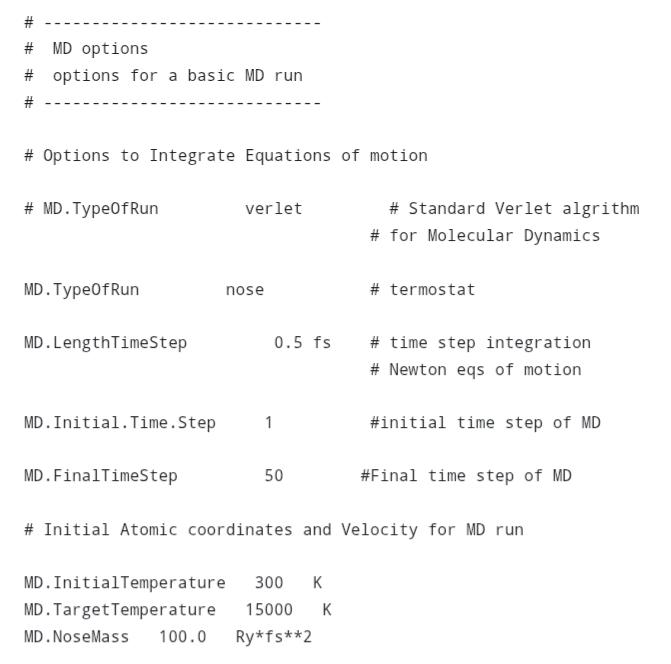 # -----------------------------
#  MD options
#  options for a basic MD run
# -----------------------------
# Options to Integrate Equations of motion
# MD.TypeOfRun         verlet         # Standard Verlet algrithm
# for Molecular Dynamics
MD.TypeOfRun         nose           # termostat
MD.LengthTimeStep         0.5 fs    # time step integration
# Newton eqs of motion
MD.Initial.Time.Step     1          #initial time step of MD
MD.FinalTimeStep         50        #Final time step of MD
# Initial Atomic coordinates and Velocity for MD run
MD.InitialTemperature   300   K
MD.TargetTemperature   15000   K
MD.NoseMass   100.0   Ry*fs**2